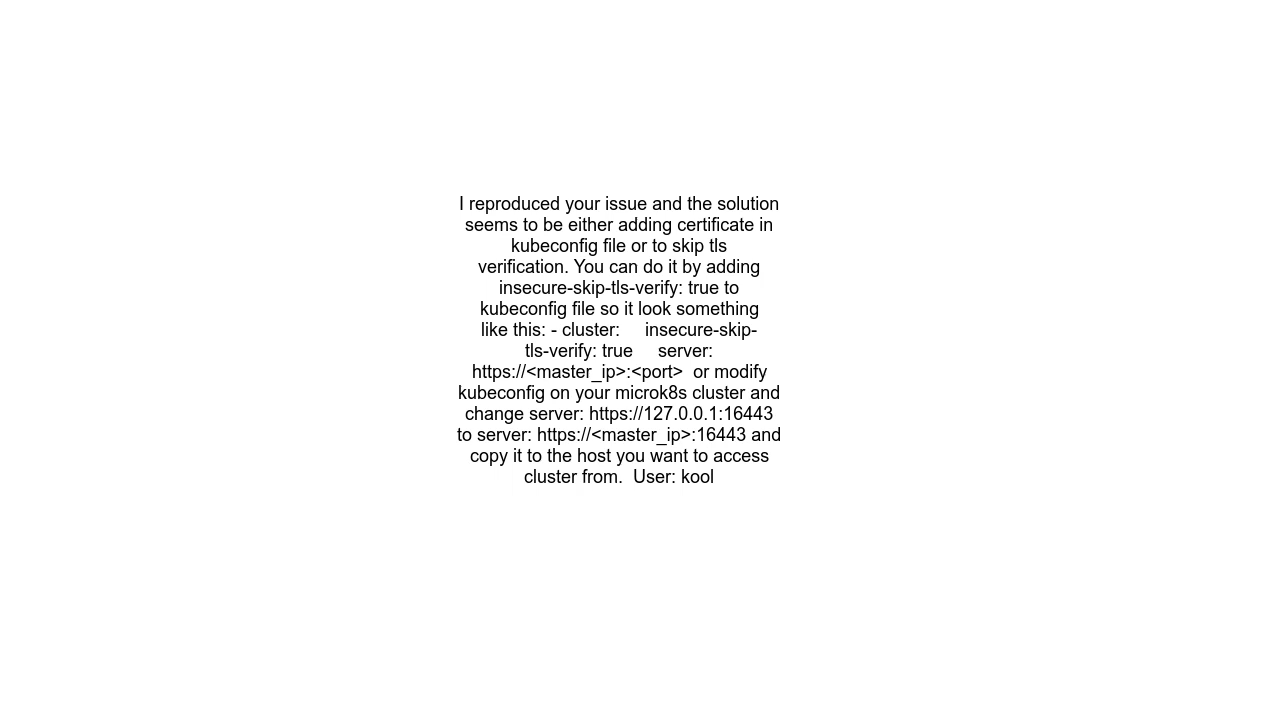 I reproduced your issue and the solution
seems to be either adding certificate in
kubeconfig file or to skip tls
verification. You can do it by adding
insecure-skip-tls-verify: true to
kubeconfig file so it look something
like this: - cluster:     insecure-skip-
tls-verify: true     server:
https://<master_ip>:<port>  or modify
kubeconfig on your microk8s cluster and
change server: https://127.0.0.1:16443
to server: https://<master_ip>:16443 and
copy it to the host you want to access
cluster from.  User: kool